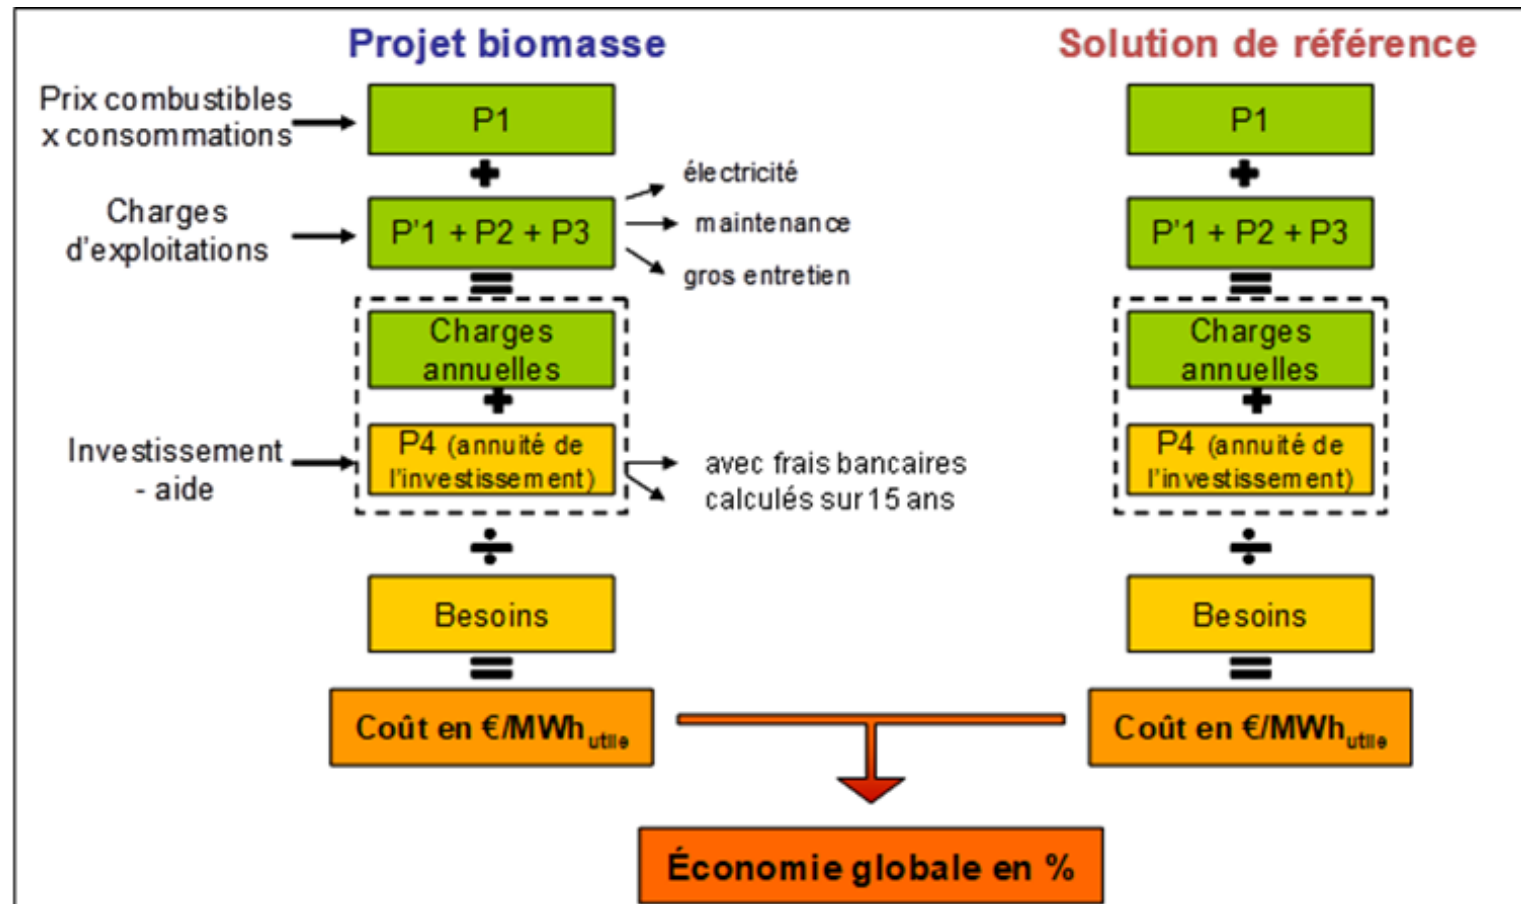 Projet biomasse
Solution de référence
Prix combustibles
x consommations
P1
+
Charges
d'exploitations
P'1 + P2 + P3
électricité
maintenance
gros entretien
=
Charges
annuelles
+
Investissement
- aide
P4 (annuité de
l'investissement)
avec frais bancaires
calculés sur 15 ans
÷
Besoins
=
Coût en €/MWh utile
P1
+
P'1 + P2 + P3
=
Charges
annuelles
+
P4 (annuité de
l'investissement)
÷
Besoins
=
Coût en €/MWh utile
Économie globale en %